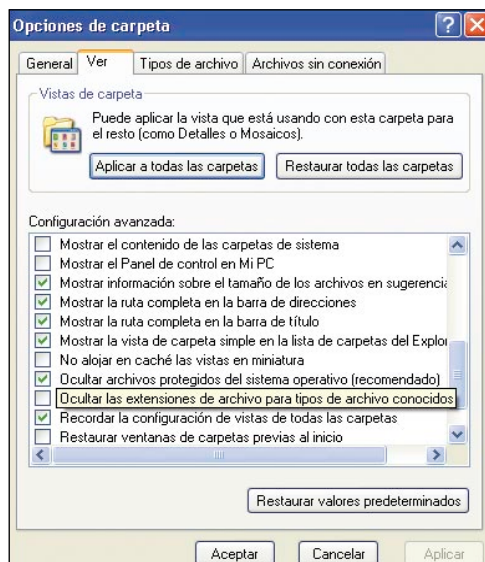 Opciones de carpeta
General Ver Tipos de archivo Archivos sin conexión
Vistas de carpeta
Puede aplicar la vista que está usando con esta carpeta para
el resto (como Detalles o Mosaicos).
Aplicar a todas las carpetas Restaurar todas las carpetas
Configuración avanzada:
Mostrar el contenido de las carpetas de sistema
Mostrar el Panel de control en Mi PC
Mostrar información sobre el tamaño de los archivos en sugerencia
Mostrar la ruta completa en la barra de direcciones
Mostrar la ruta completa en la barra de título
Mostrar la vista de carpeta simple en la lista de carpetas del Explor
No alojar en caché las vistas en miniatura
Ocultar archivos protegidos del sistema operativo (recomendado)
Ocultar las extensiones de archivo para tipos de archivo conocidos
Recordar la configuración de vistas de todas las carpetas
Restaurar ventanas de carpetas previas al inicio
Restaurar valores predeterminados
Aceptar Cancelar Aplicar